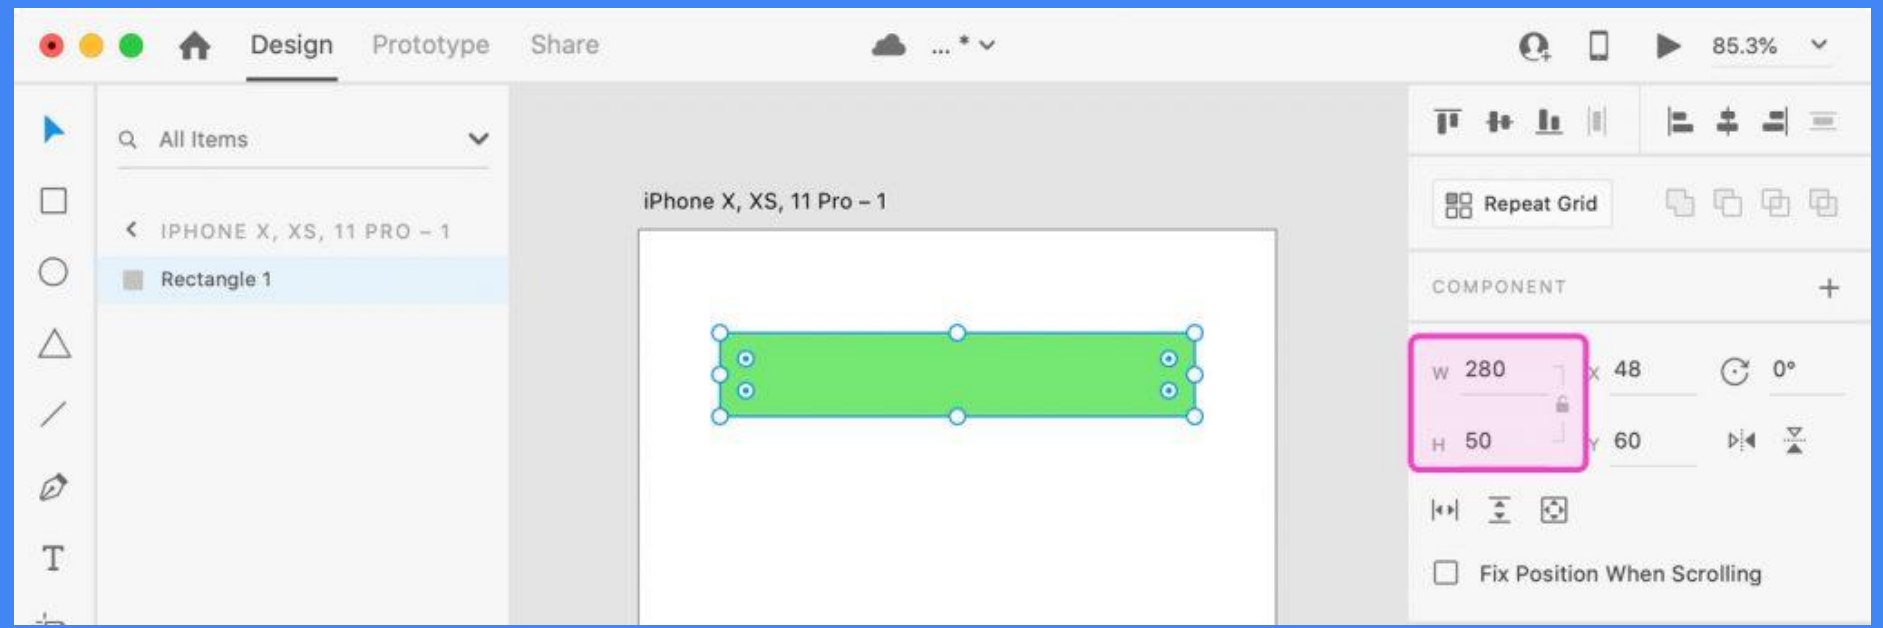 Design Prototype Share ... * 85.3%
All Items
iPhone X, XS, 11 Pro – 1
Repeat Grid
IPHONE X, XS, 11 PRO – 1
Rectangle 1
COMPONENT +
W 280 X 48 0°
H 50 Y 60
T
Fix Position When Scrolling